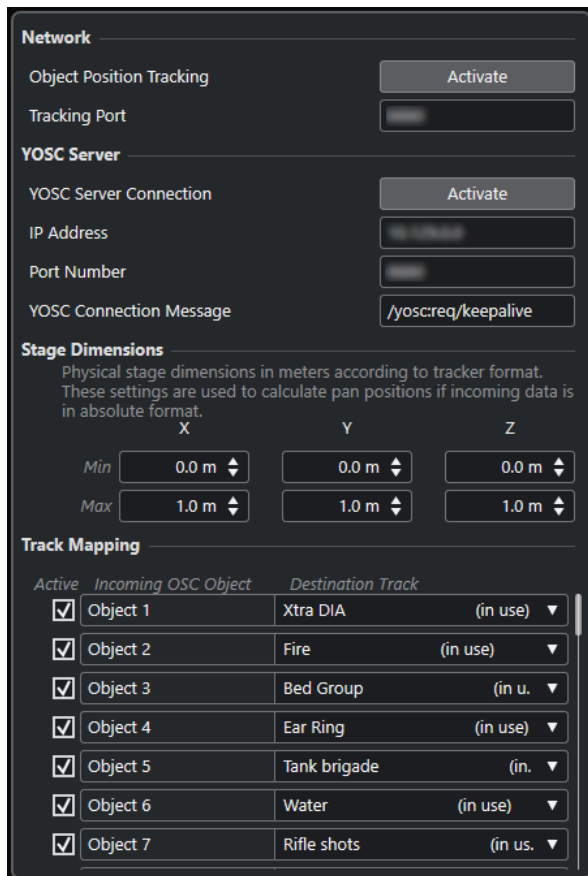 Network
Object Position Tracking Activate
Tracking Port
YOSC Server
YOSC Server Connection Activate
IP Address
Port Number
YOSC Connection Message /yosc:req/keepalive
Stage Dimensions
Physical stage dimensions in meters according to tracker format.
These settings are used to calculate pan positions if incoming data is
in absolute format.
X Y Z
Min 0.0 m 0.0 m 0.0 m
Max 1.0 m 1.0 m 1.0 m
Track Mapping
Active Incoming OSC Object Destination Track
Object 1 Xtra DIA (in use)
Object 2 Fire (in use)
Object 3 Bed Group (in u.
Object 4 Ear Ring (in use)
Object 5 Tank brigade (in.
Object 6 Water (in use)
Object 7 Rifle shots (in us.